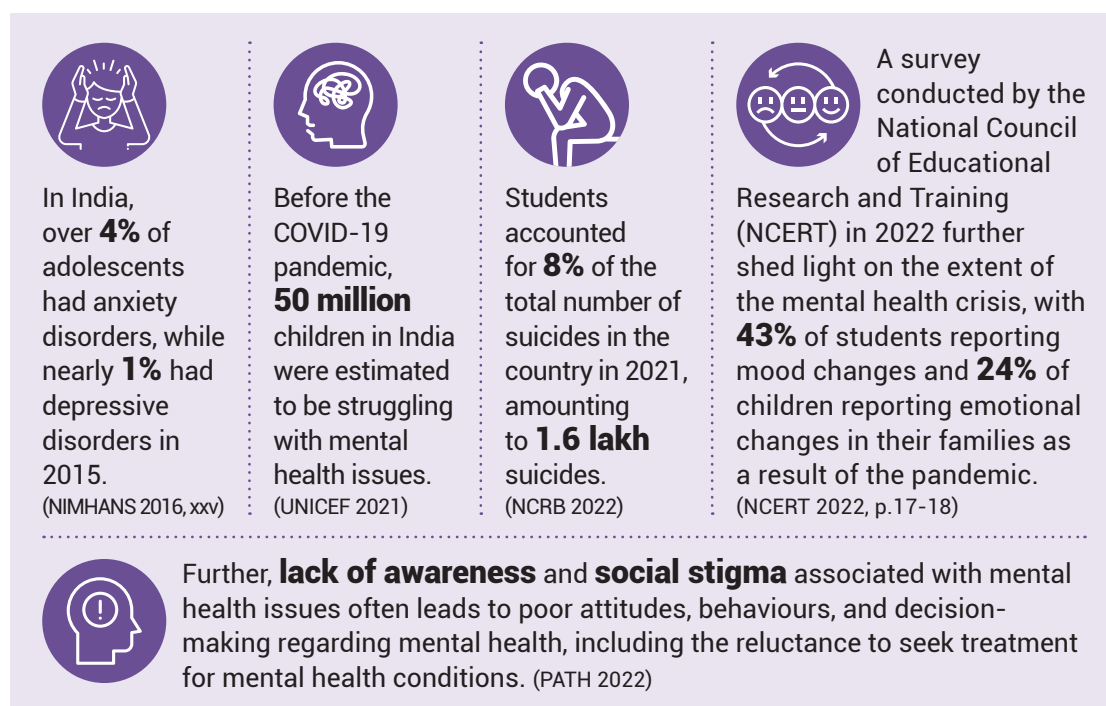 In India,
over 4% of
adolescents
had anxiety
disorders, while
nearly 1% had
depressive
disorders in
2015.
(NIMHANS 2016, xxv)
Before the
COVID-19
pandemic,
50 million
children in India
were estimated
to be struggling
with mental
health issues.
(UNICEF 2021)
Students
accounted
for 8% of the
total number of
suicides in the
country in 2021,
amounting
to 1.6 lakh
suicides.
(NCRB 2022)
A survey
conducted by the
National Council
of Educational
Research and Training
(NCERT) in 2022 further
shed light on the extent of
the mental health crisis, with
43% of students reporting
mood changes and 24% of
children reporting emotional
changes in their families as
a result of the pandemic.
(NCERT 2022, p.17-18)
Further, lack of awareness and social stigma associated with mental
health issues often leads to poor attitudes, behaviours, and decision-
making regarding mental health, including the reluctance to seek treatment
for mental health conditions. (PATH 2022)